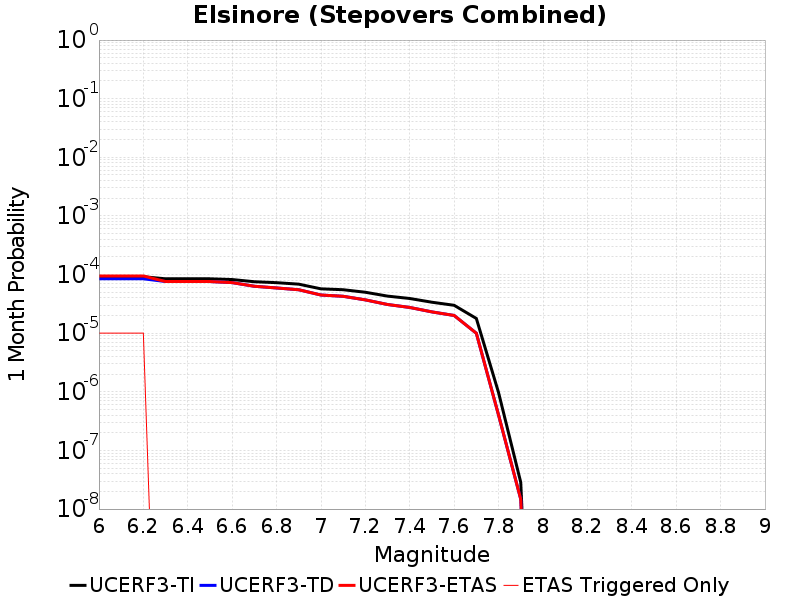 Elsinore (Stepovers Combined)
10^0
10^-1
10^-2
10^-3
10^-4
10^-5
10^-6
10^-7
10^-8
1 Month Probability
6 6.2 6.4 6.6 6.8 7 7.2 7.4 7.6 7.8 8 8.2 8.4 8.6 8.8 9
Magnitude
UCERF3-TI UCERF3-TD UCERF3-ETAS ETAS Triggered Only